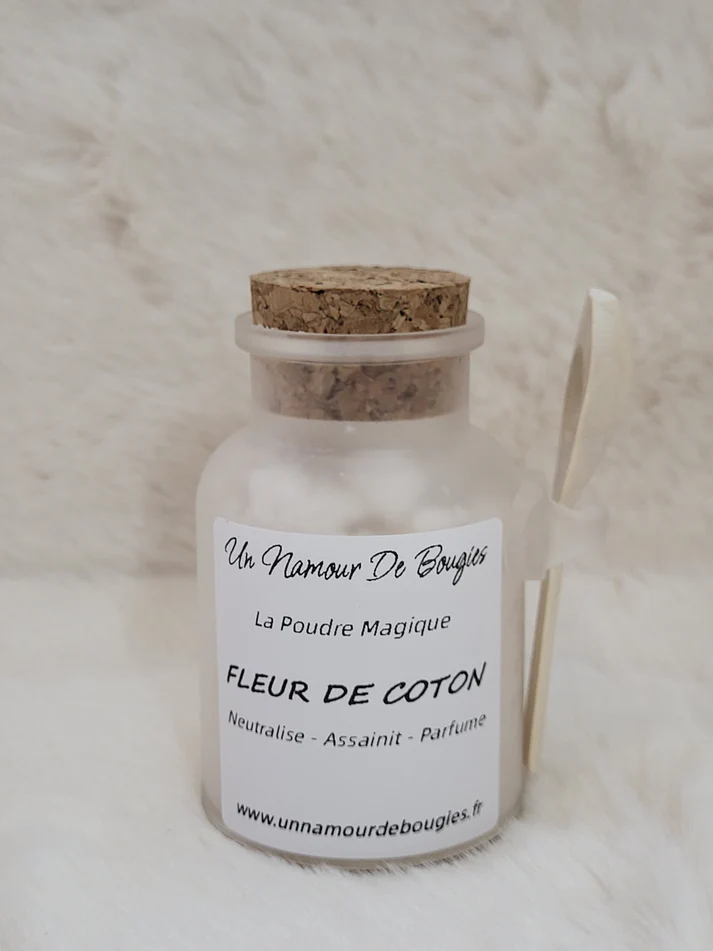 Un Namour De Bougies
La Poudre Magique
FLEUR DE COTON
Neutralise - Assainit - Parfume
www.unnamourdebougies.fr